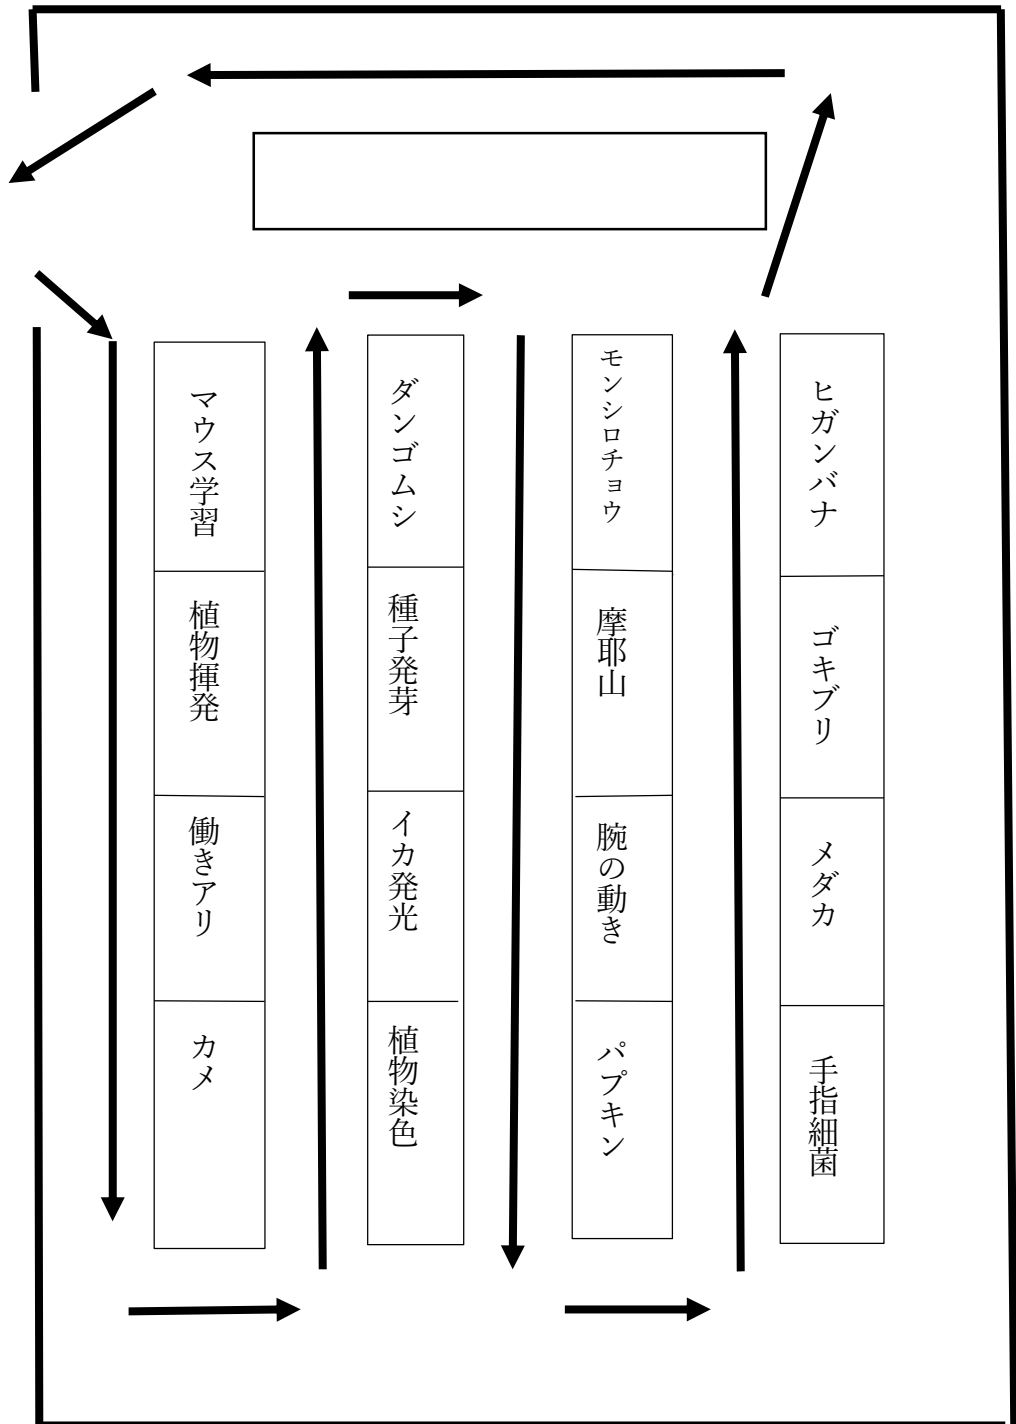 マウス学習
植物揮発
働きアリ
カメ
ダンゴムシ
種子発芽
イカ発光
植物染色
モンシロチョウ
摩耶山
腕の動き
パプキン
ヒガンバナ
ゴキブリ
メダカ
手指細菌